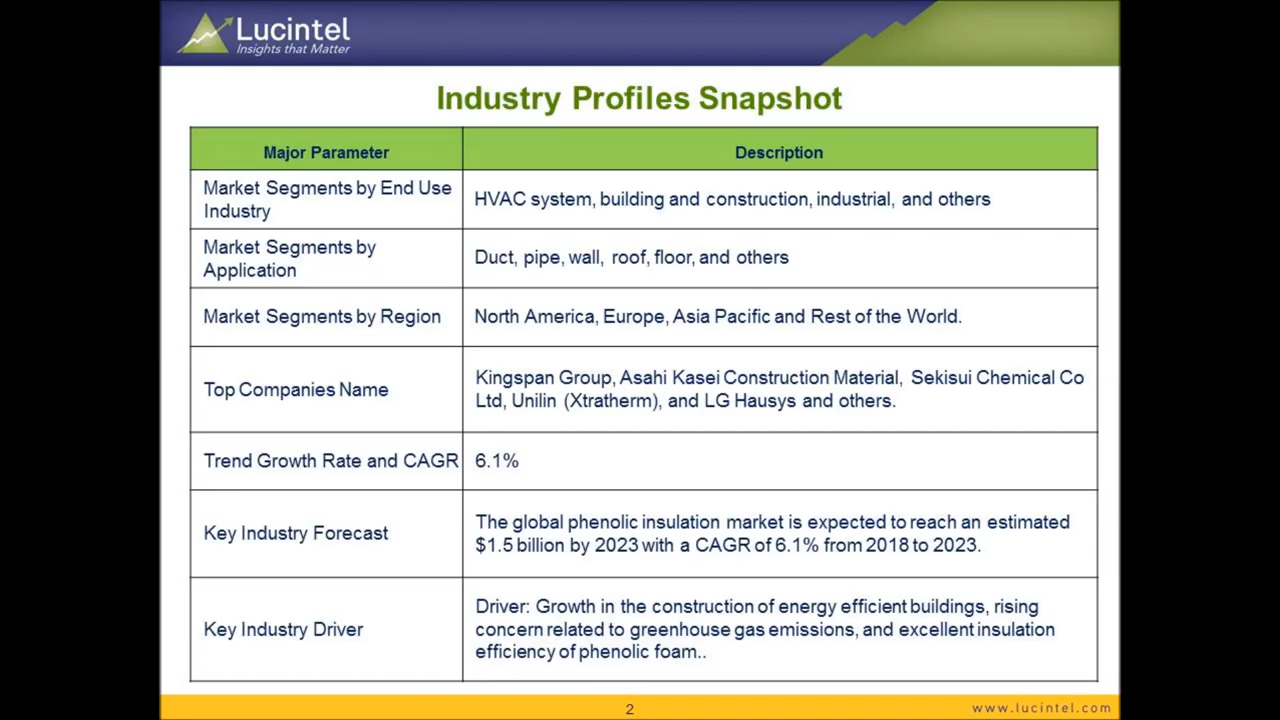 Lucintel
Insights that Matter
Industry Profiles Snapshot
Major Parameter
Description
Market Segments by End Use
Industry
HVAC system, building and construction, industrial, and others
Market Segments by
Application
Duct, pipe, wall, roof, floor, and others
Market Segments by Region
North America, Europe, Asia Pacific and Rest of the World.
Top Companies Name
Kingspan Group, Asahi Kasei Construction Material, Sekisui Chemical Co
Ltd, Unilin (Xtratherm), and LG Hausys and others.
Trend Growth Rate and CAGR
6.1%
Key Industry Forecast
The global phenolic insulation market is expected to reach an estimated
$1.5 billion by 2023 with a CAGR of 6.1% from 2018 to 2023.
Key Industry Driver
Driver: Growth in the construction of energy efficient buildings, rising
concern related to greenhouse gas emissions, and excellent insulation
efficiency of phenolic foam..
2
www.lucintel.com